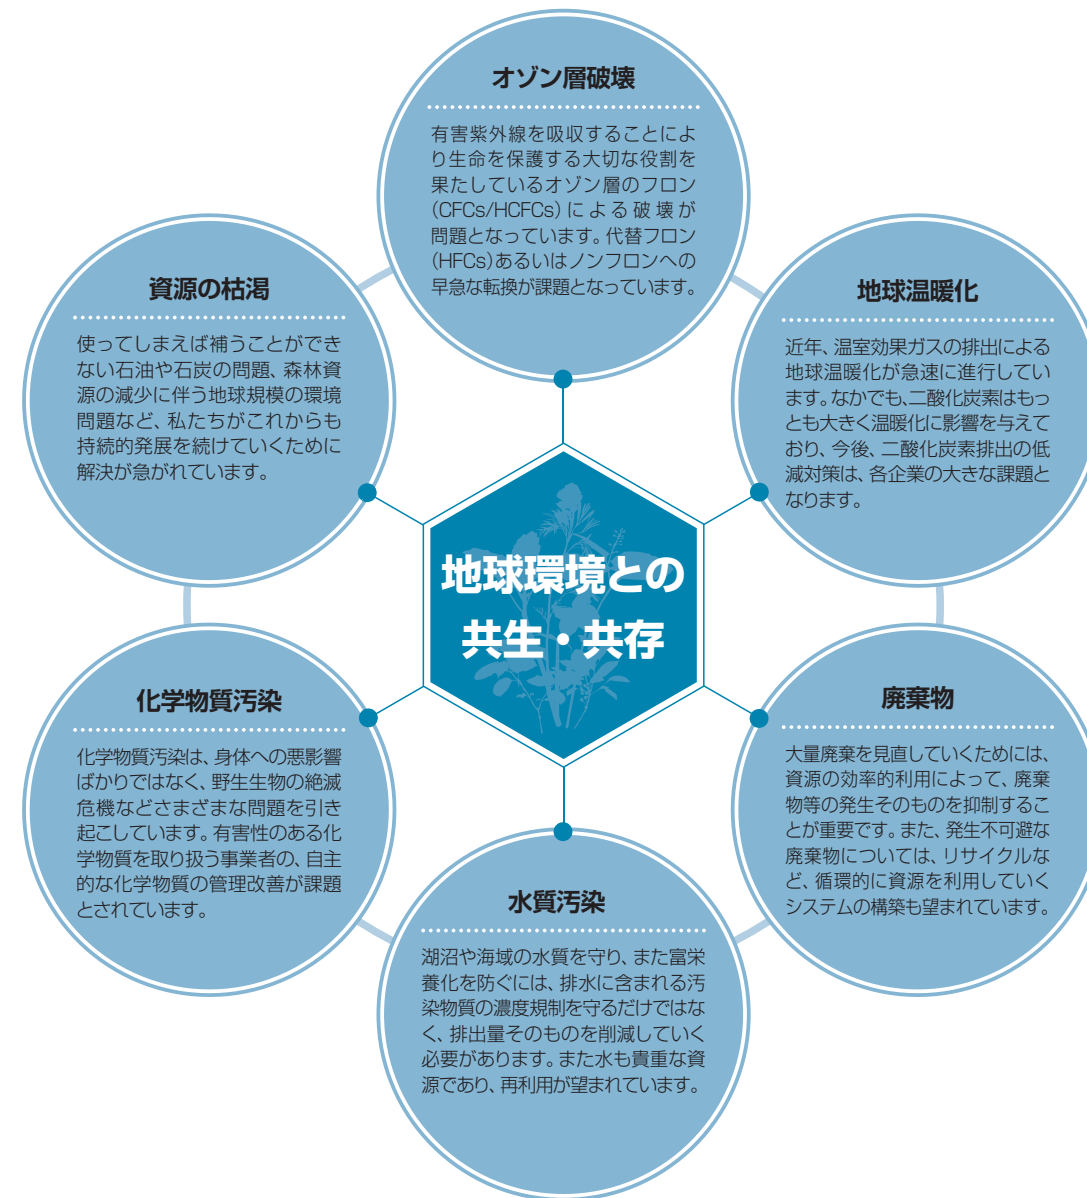 オゾン層破壊
有害紫外線を吸収することによ
り生命を保護する大切な役割を
果たしているオゾン層のフロン
(CFCs/HCFCs)による破壊が
問題となっています。代替フロン
(HFCs)あるいはノンフロンへの
早急な転換が課題となっています。
資源の枯渇
使ってしまえば補うことができ
ない石油や石炭の問題、森林資
源の減少に伴う地球規模の環境
問題など、私たちがこれからも
持続的発展を続けていくために
解決が急がれています。
地球温暖化
近年、温室効果ガスの排出による
地球温暖化が急速に進行してい
ます。なかでも、二酸化炭素はもっ
とも大きく温暖化に影響を与えて
おり、今後、二酸化炭素排出の低
減対策は、各企業の大きな課題と
なります。
地球環境との
共生・共存
化学物質汚染
化学物質汚染は、身体への悪影響
ばかりではなく、野生生物の絶滅
危機などさまざまな問題を引き
起こしています。有害性のある化
学物質を取り扱う事業者の、自主
的な化学物質の管理改善が課題
とされています。
廃棄物
大量廃棄を見直していくためには、
資源の効率的利用によって、廃棄
物等の発生そのものを抑制するこ
とが重要です。また、発生不可避な
廃棄物については、リサイクルな
ど、循環的に資源を利用していく
システムの構築も望まれています。
水質汚染
湖沼や海域の水質を守り、また富栄
養化を防ぐには、排水に含まれる汚
染物質の濃度規制を守るだけではな
く、排出量そのものを削減していく
必要があります。また水も貴重な資
源であり、再利用が望まれています。